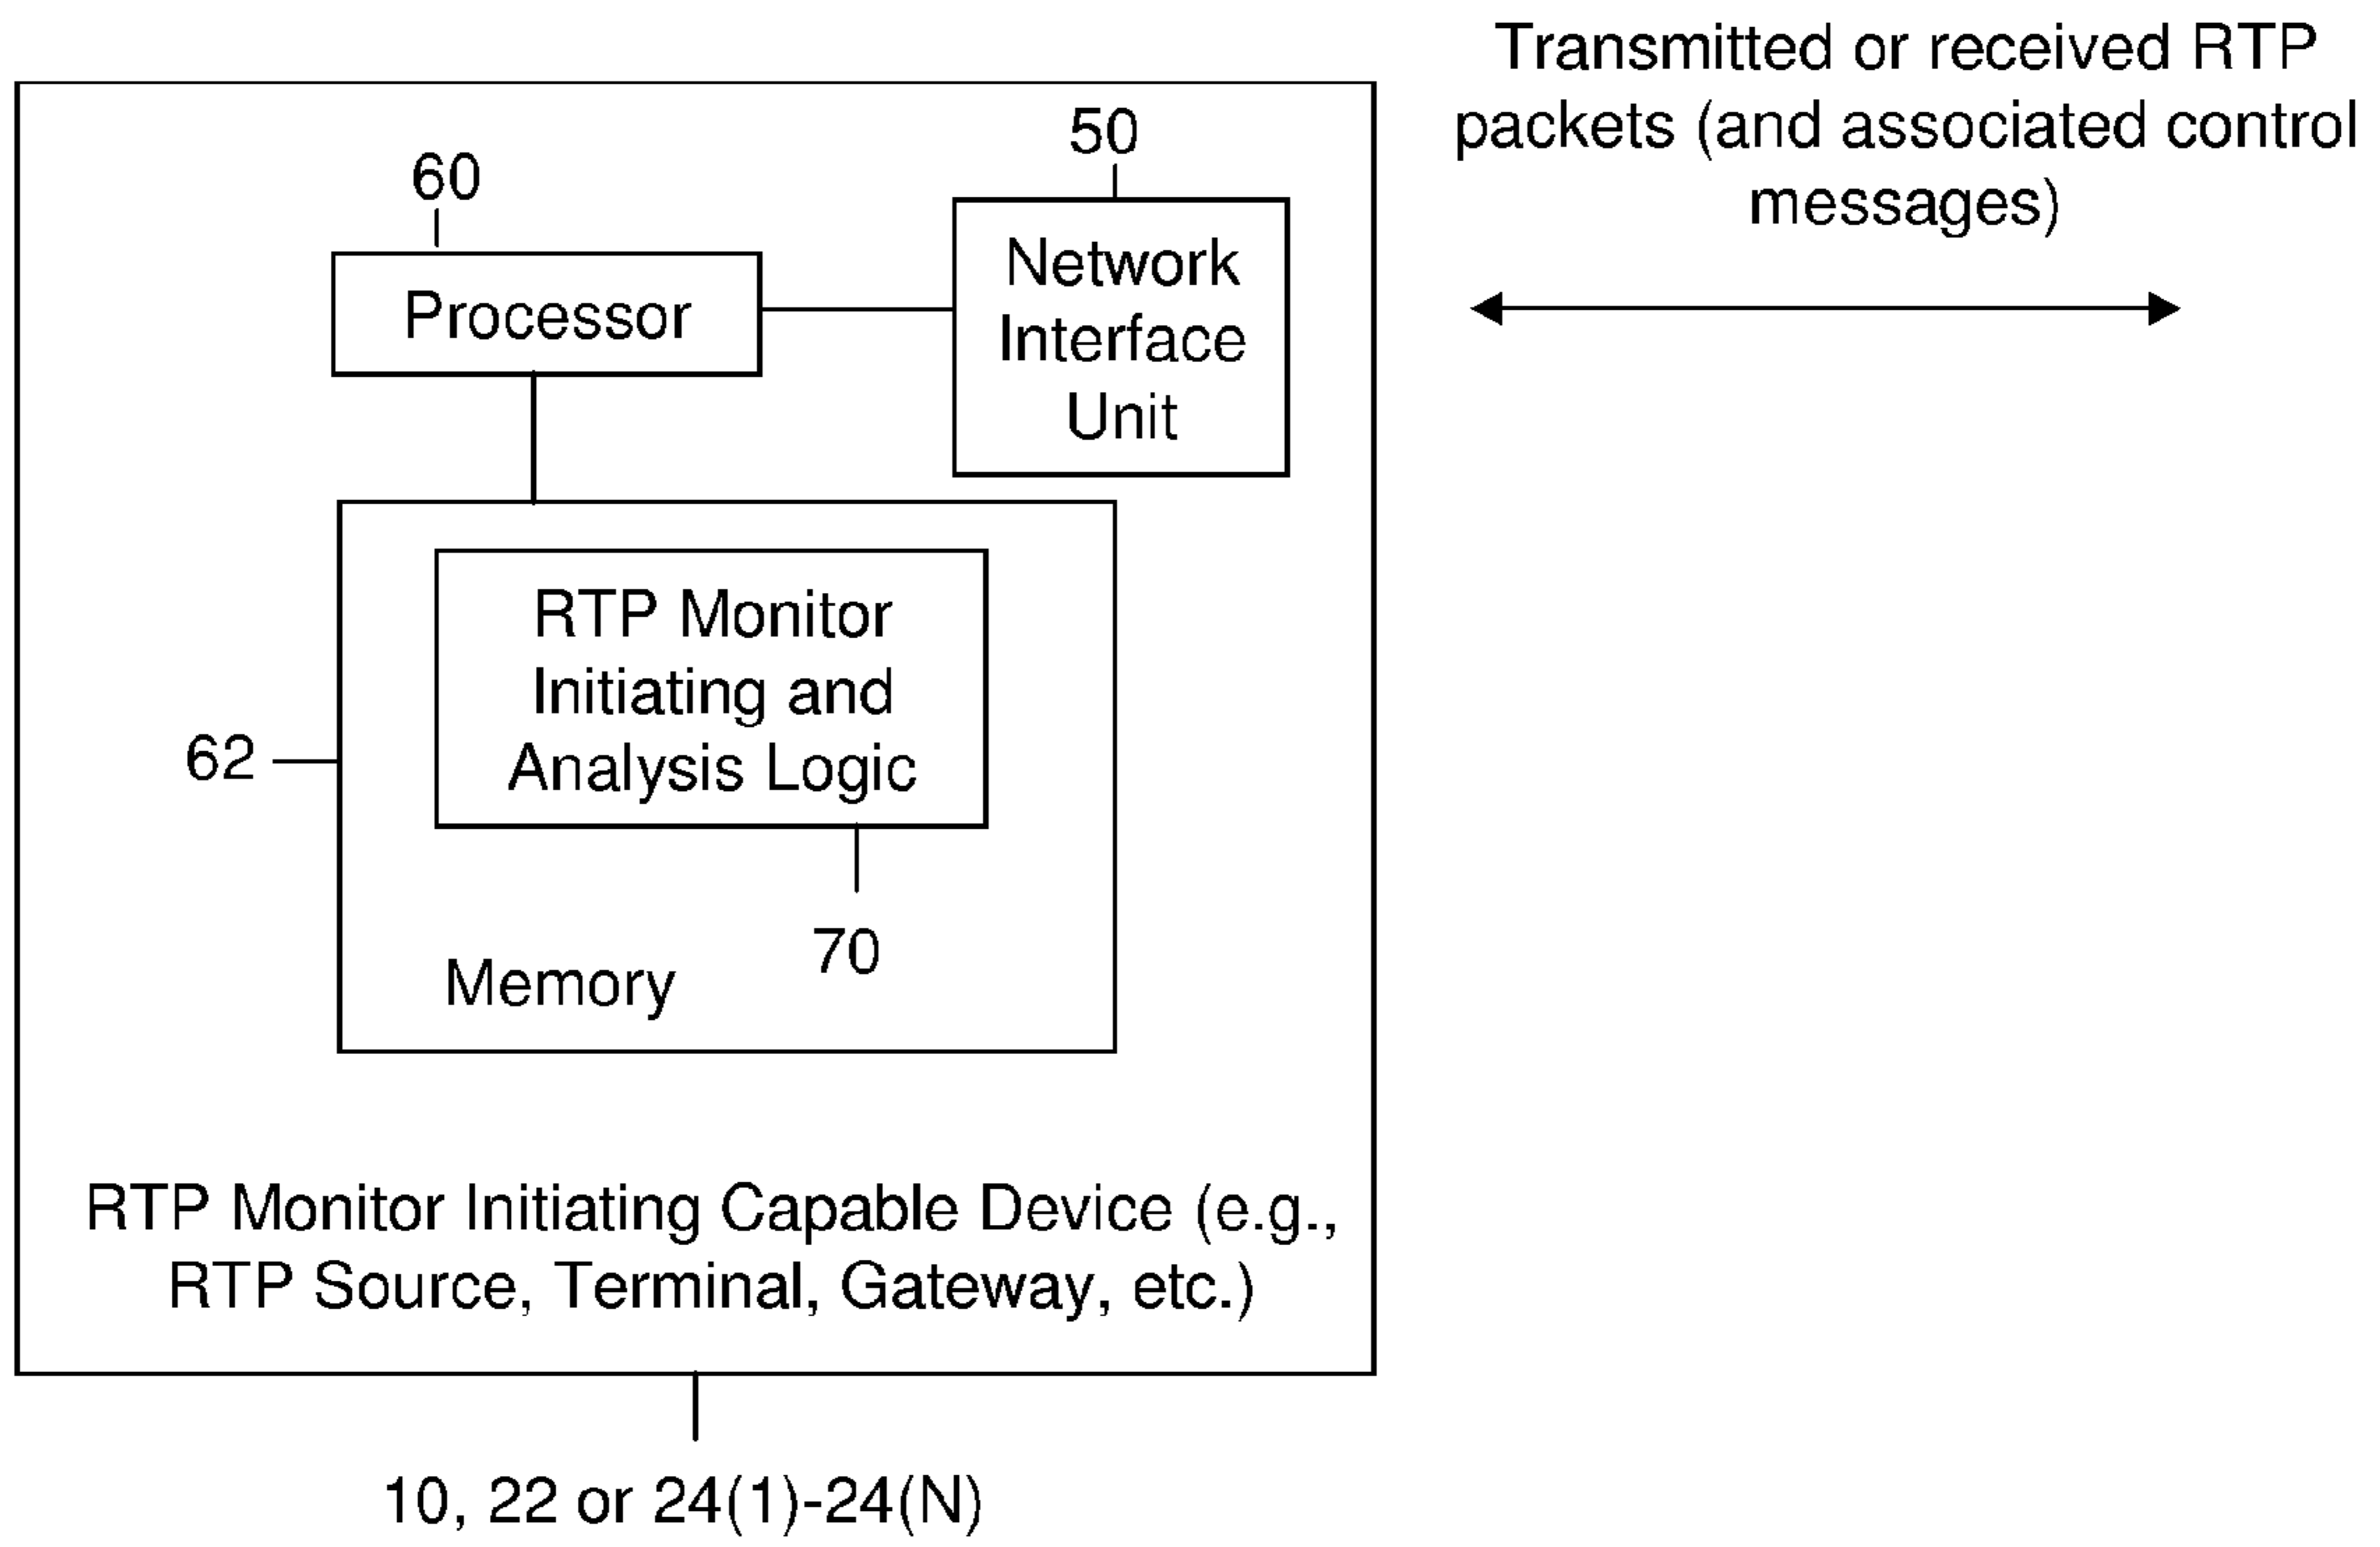 Transmitted or received RTP
packets (and associated control
messages)
50
60
Network
Interface
Unit
Processor
RTP Monitor
Initiating and
Analysis Logic
62
70
Memory
RTP Monitor Initiating Capable Device (e.g.,
RTP Source, Terminal, Gateway, etc.)
10, 22 or 24(1)-24(N)